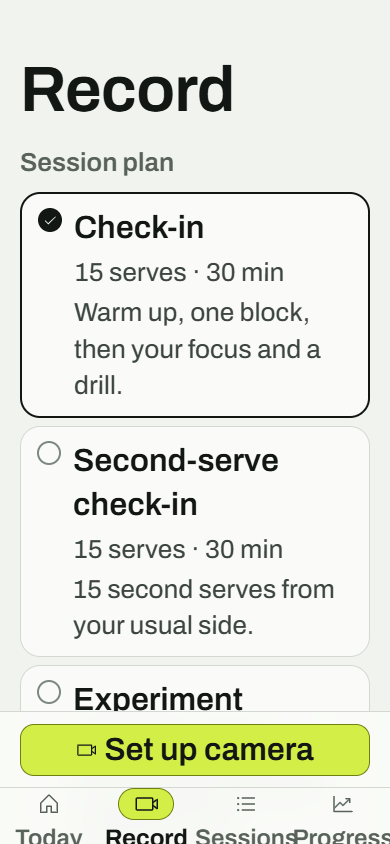 Record
Session plan
Check-in
15 serves · 30 min
Warm up, one block,
then your focus and a
drill.
Second-serve
check-in
15 serves · 30 min
15 second serves from
your usual side.
Experiment
Set up camera
Today Record Sessions Progress